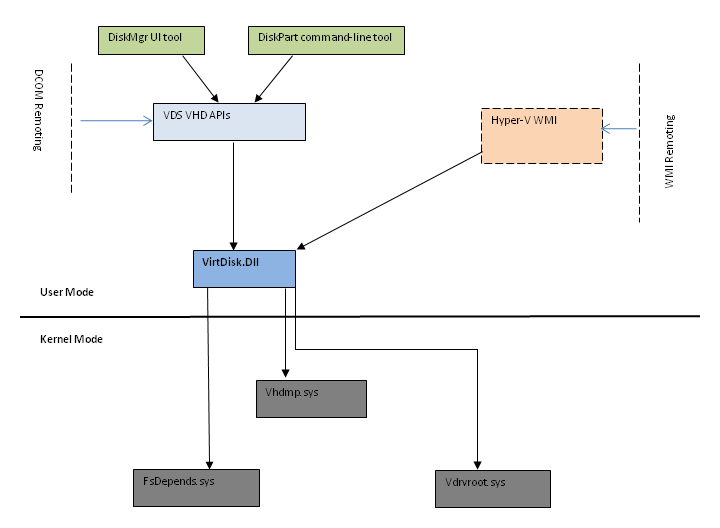 DiskMgr UI tool
DiskPart command-line tool
DCOM Remoting
VDS VHD APIs
Hyper-V WMI
WMI Remoting
VirtDisk.Dll
User Mode
Kernel Mode
Vhdmp.sys
FsDepends.sys
Vdrvroot.sys